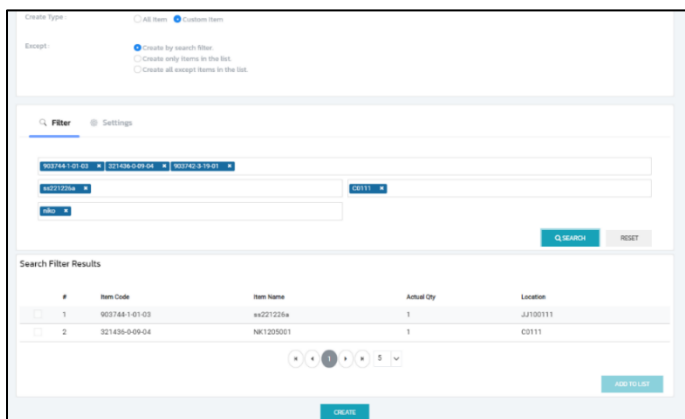 Create Type :
All Item Custom Item
Except :
Create by search filter.
Create only items in the list.
Create all except items in the list.
Filter Settings
903744-1-01-03 × 321436-0-09-04 × 903742-3-19-01 ×
ss221226a × C0111 ×
niko ×
SEARCH RESET
Search Filter Results
# Item Code Item Name Actual Qty Location
1 903744-1-01-03 ss221226a 1 JJ100111
2 321436-0-09-04 NK1205001 1 C0111
1 5
ADD TO LIST
CREATE